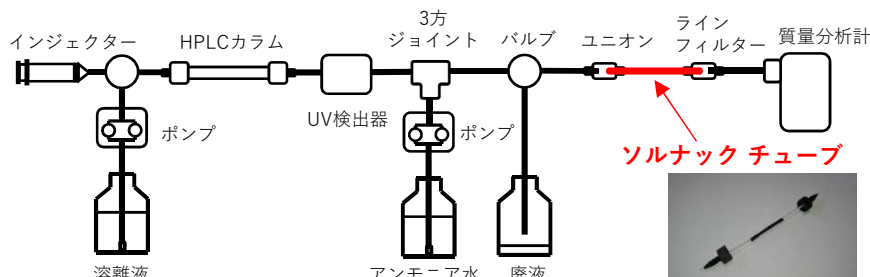 インジェクター
HPLCカラム
UV検出器
3方
ジョイント
バルブ
ユニオン
ライン
フィルター
質量分析計
ポンプ
ポンプ
ソルナック チューブ
溶離液
アンモニア水
廃液